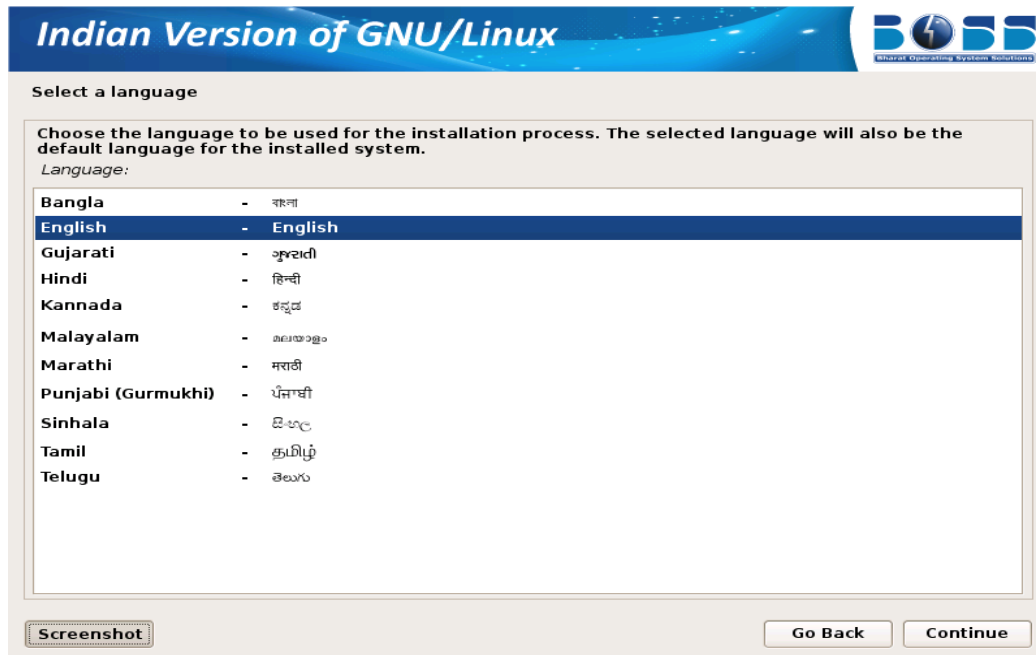 Indian Version of GNU/Linux
BOSS
Bharat Operating System Solutions
Select a language
Choose the language to be used for the installation process. The selected language will also be the
default language for the installed system.
Language:
Bangla - বাংলা
English - English
Gujarati - ગુજરાતી
Hindi - हिन्दी
Kannada - ಕನ್ನಡ
Malayalam - മലയാളം
Marathi - मराठी
Punjabi (Gurmukhi) - ਪੰਜਾਬੀ
Sinhala - සිංහල
Tamil - தமிழ்
Telugu - తెలుగు
Screenshot Go Back Continue